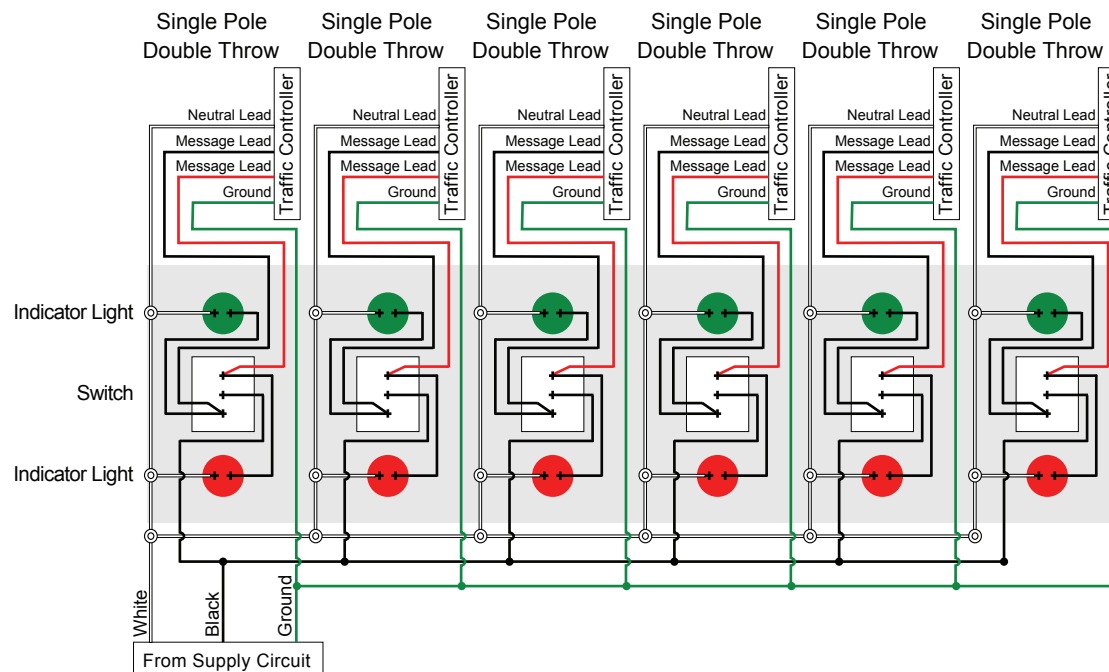 Single Pole
Double Throw
Single Pole
Double Throw
Single Pole
Double Throw
Single Pole
Double Throw
Single Pole
Double Throw
Single Pole
Double Throw
Neutral Lead
Message Lead
Message Lead
Ground
Traffic Controller
Neutral Lead
Message Lead
Message Lead
Ground
Traffic Controller
Neutral Lead
Message Lead
Message Lead
Ground
Traffic Controller
Neutral Lead
Message Lead
Message Lead
Ground
Traffic Controller
Neutral Lead
Message Lead
Message Lead
Ground
Traffic Controller
Neutral Lead
Message Lead
Message Lead
Ground
Traffic Controller
Indicator Light
Switch
Indicator Light
White
Black
Ground
From Supply Circuit